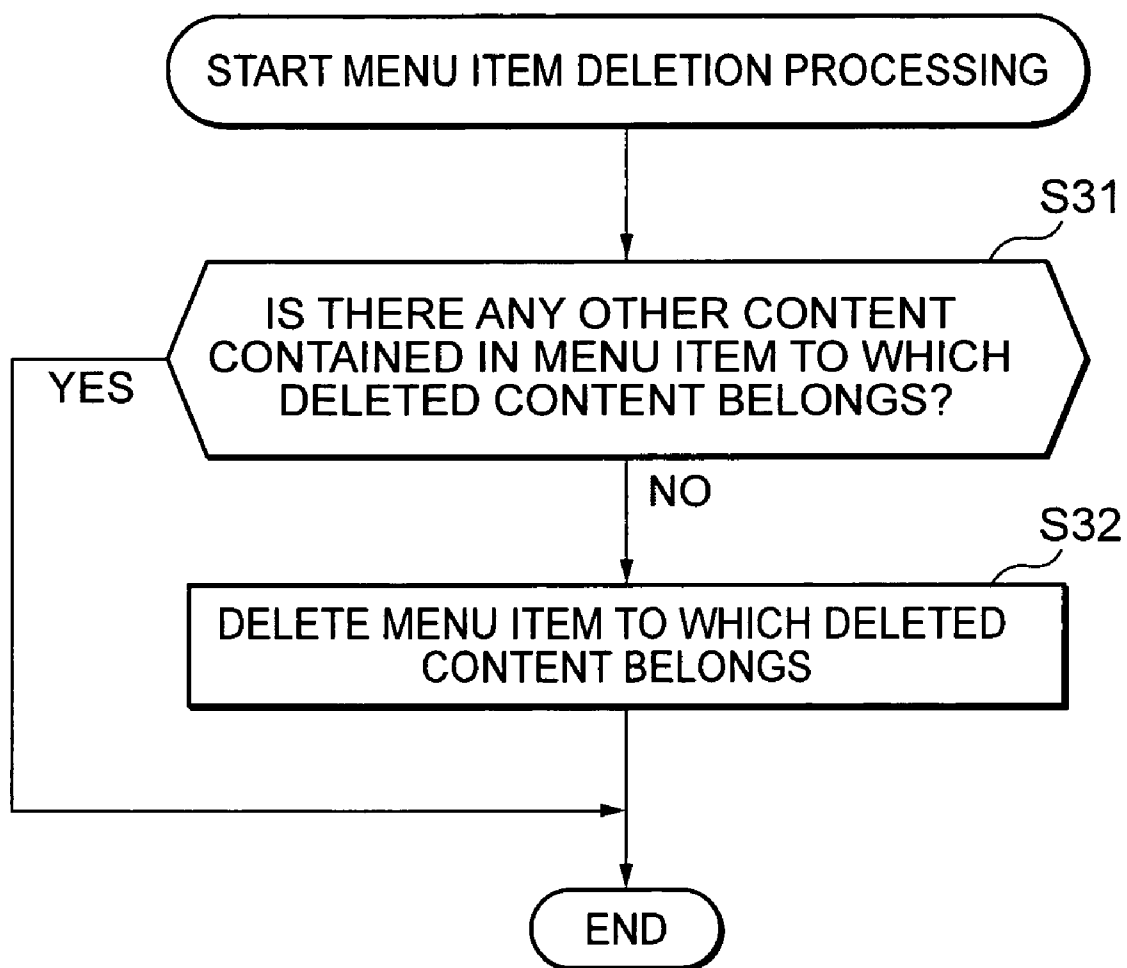 START MENU ITEM DELETION PROCESSING
S31
IS THERE ANY OTHER CONTENT
CONTAINED IN MENU ITEM TO WHICH
DELETED CONTENT BELONGS?
YES
NO
S32
DELETE MENU ITEM TO WHICH DELETED
CONTENT BELONGS
END